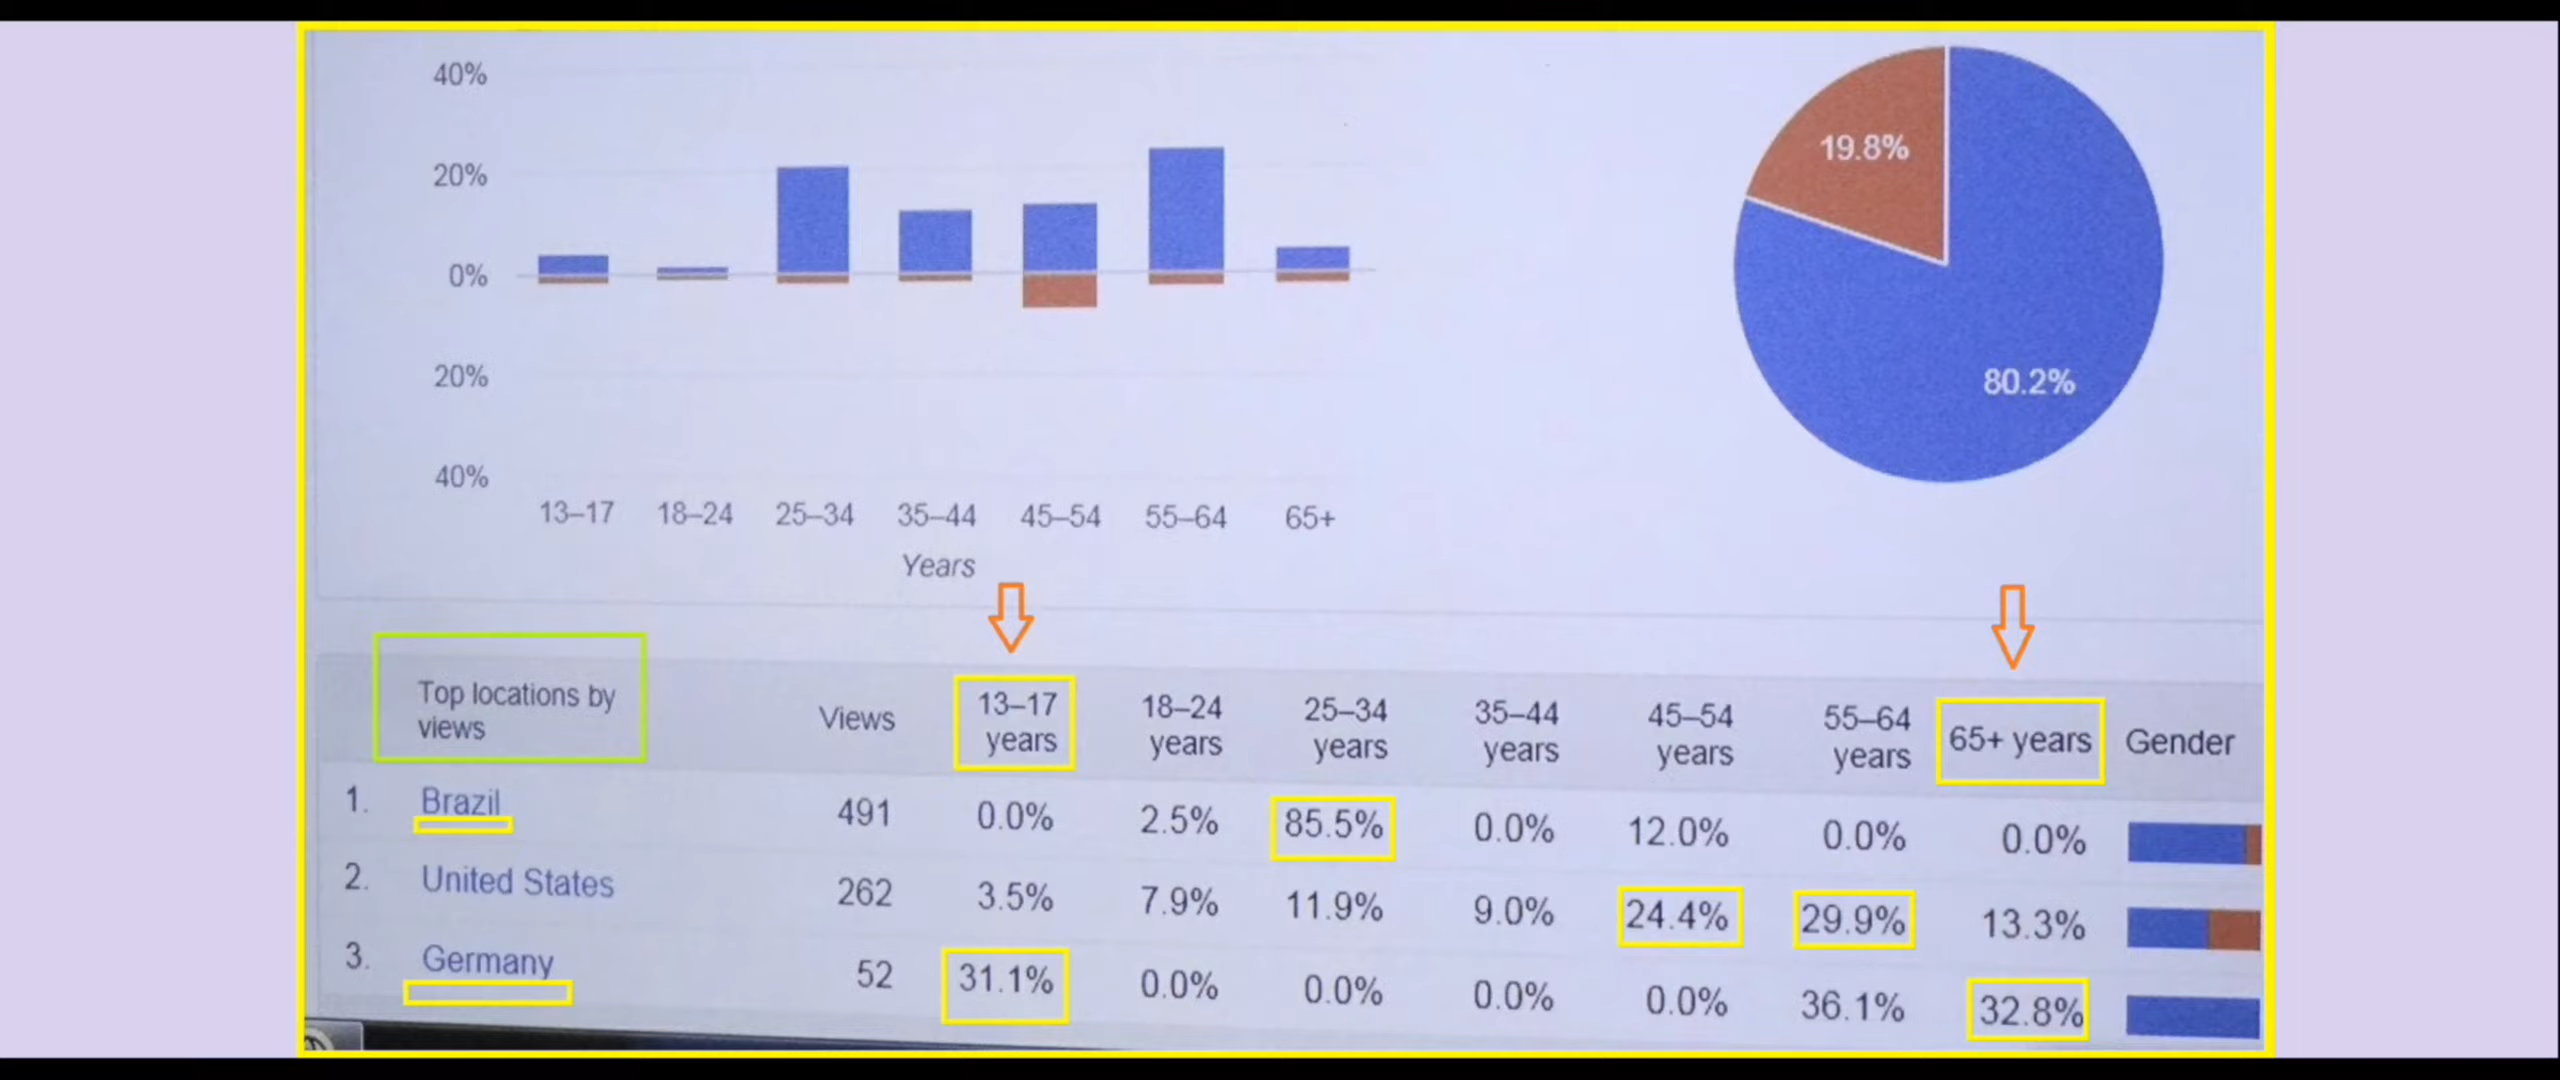 40%
20%
0%
20%
40%
13–17 18–24 25–34 35–44 45–54 55–64 65+
Years
19.8%
80.2%
Top locations by views Views 13–17 years 18–24 years 25–34 years 35–44 years 45–54 years 55–64 years 65+ years Gender
1. Brazil 491 0.0% 2.5% 85.5% 0.0% 12.0% 0.0% 0.0%
2. United States 262 3.5% 7.9% 11.9% 9.0% 24.4% 29.9% 13.3%
3. Germany 52 31.1% 0.0% 0.0% 0.0% 0.0% 36.1% 32.8%